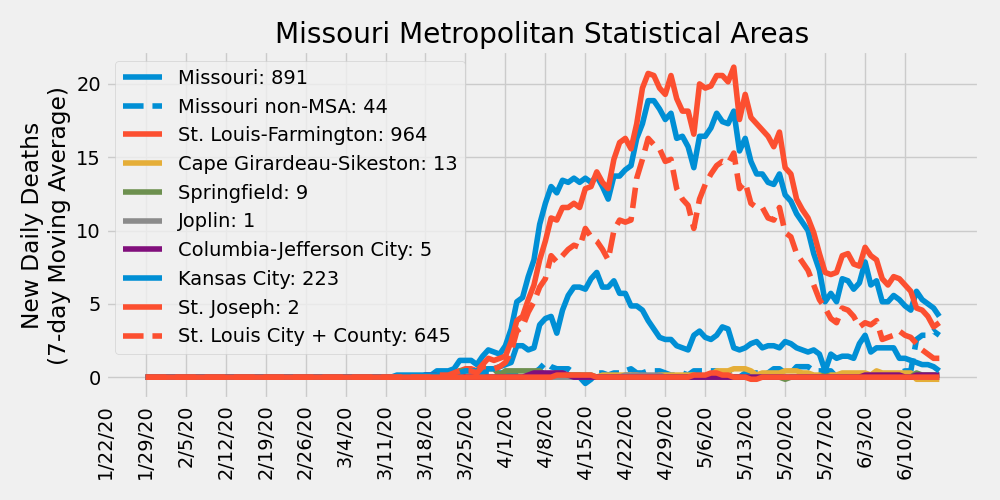 Missouri Metropolitan Statistical Areas
New Daily Deaths
(7-day Moving Average)
20
15
10
5
0
Missouri: 891
Missouri non-MSA: 44
St. Louis-Farmington: 964
Cape Girardeau-Sikeston: 13
Springfield: 9
Joplin: 1
Columbia-Jefferson City: 5
Kansas City: 223
St. Joseph: 2
St. Louis City + County: 645
1/22/20
1/29/20
2/5/20
2/12/20
2/19/20
2/26/20
3/4/20
3/11/20
3/18/20
3/25/20
4/1/20
4/8/20
4/15/20
4/22/20
4/29/20
5/6/20
5/13/20
5/20/20
5/27/20
6/3/20
6/10/20